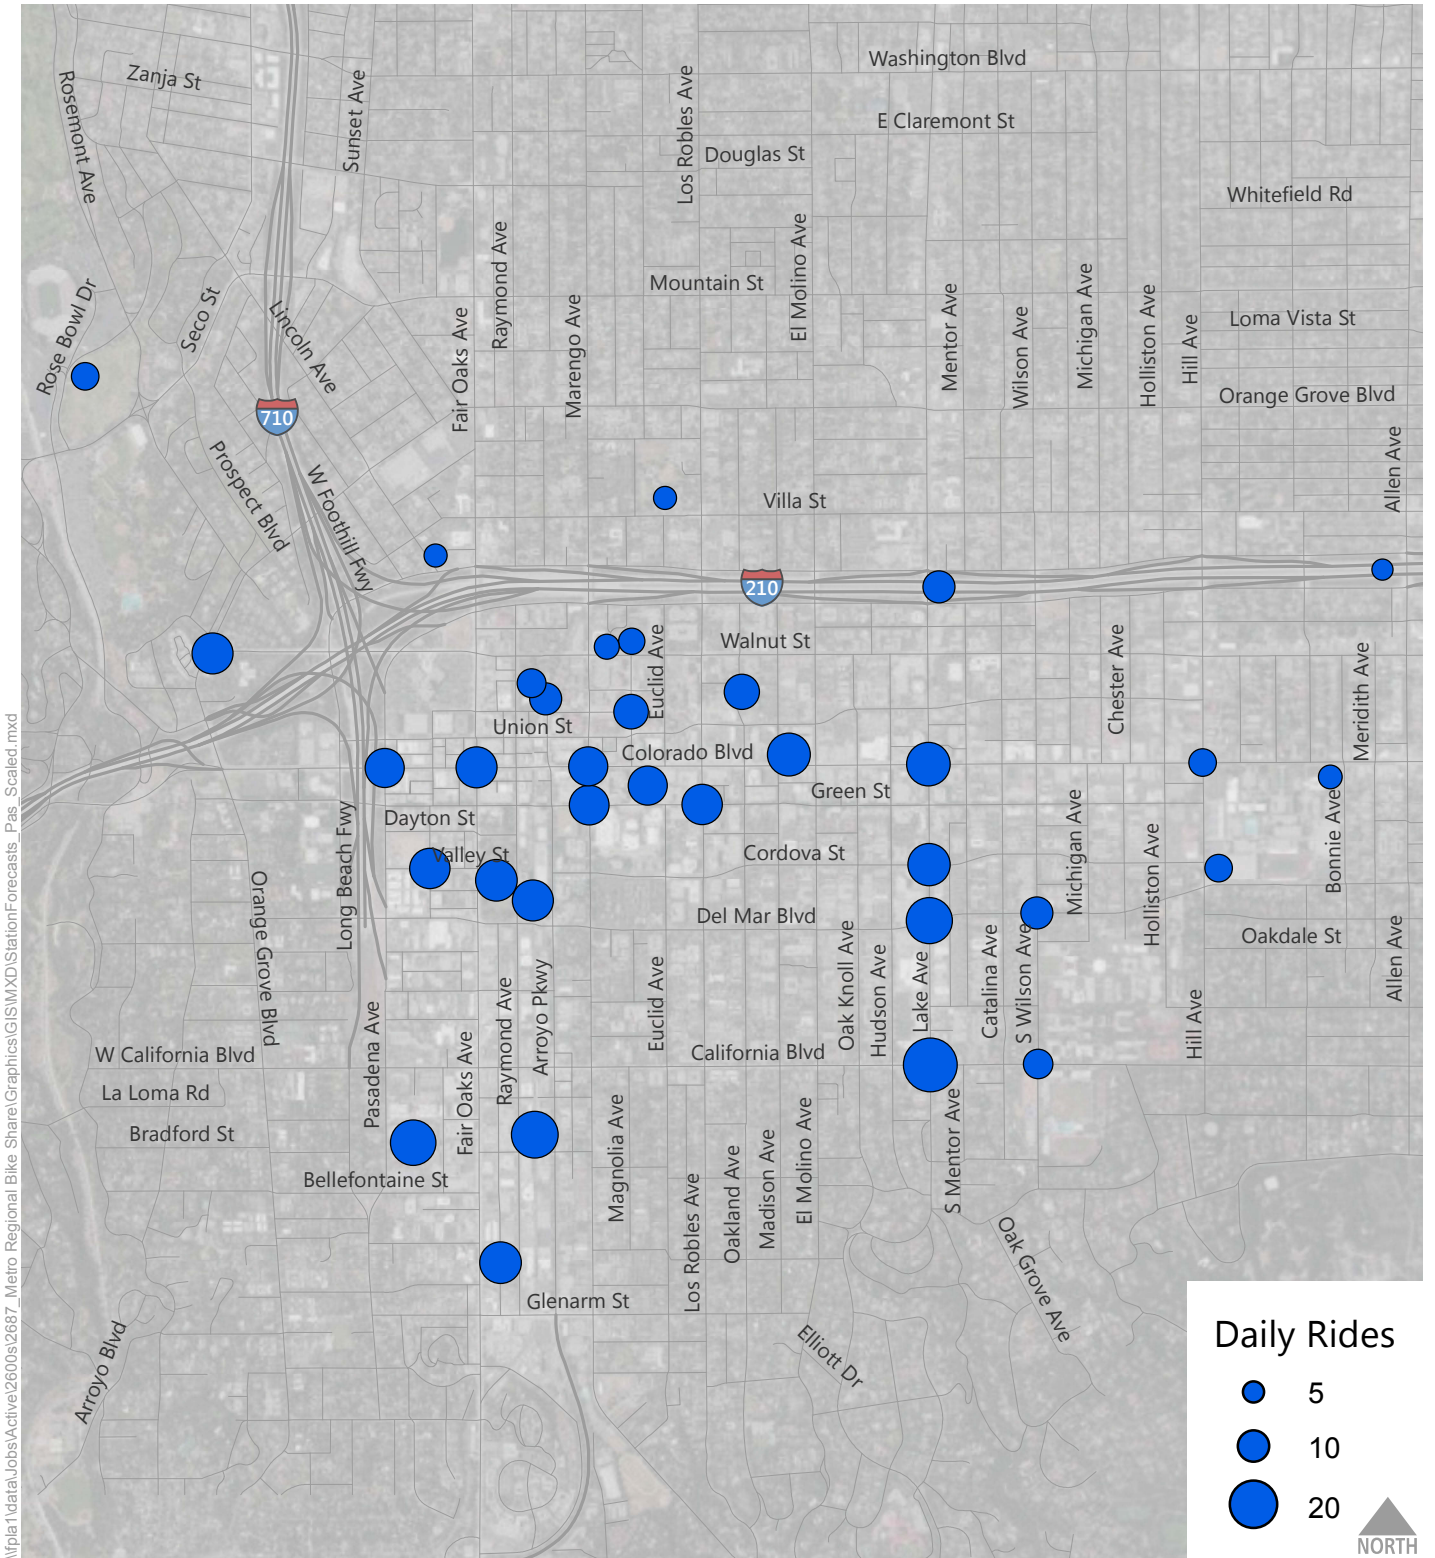 Washington Blvd
Zanja St
Rosemont Ave
Sunset Ave
Los Robles Ave
E Claremont St
Douglas St
Whitefield Rd
Raymond Ave
El Molino Ave
Mountain St
Rose Bowl Dr
Seco St
Lincoln Ave
Fair Oaks Ave
Marengo Ave
Mentor Ave
Wilson Ave
Michigan Ave
Holliston Ave
Hill Ave
Loma Vista St
Orange Grove Blvd
710
Allen Ave
Prospect Blvd
W Foothill Fwy
Villa St
210
Walnut St
Euclid Ave
Chester Ave
Meridith Ave
Union St
Colorado Blvd
Green St
Dayton St
Long Beach Fwy
Valley St
Cordova St
Michigan Ave
Holliston Ave
Bonnie Ave
Orange Grove Blvd
Del Mar Blvd
Oakdale St
Allen Ave
Oak Knoll Ave
Hudson Ave
Lake Ave
Catalina Ave
S Wilson Ave
Hill Ave
Euclid Ave
Arroyo Pkwy
Raymond Ave
Fair Oaks Ave
Pasadena Ave
W California Blvd
California Blvd
La Loma Rd
Bradford St
Bellefontaine St
Magnolia Ave
Los Robles Ave
Oakland Ave
Madison Ave
El Molino Ave
S Mentor Ave
Oak Grove Ave
Glenarm St
Elliott Dr
Arroyo Blvd
Daily Rides
5
10
20
NORTH
\\fpla1\data\Jobs\Active\2600s\2687_Metro Regional Bike Share\Graphics\GIS\MXD\StationForecasts_Pas_Scaled.mxd